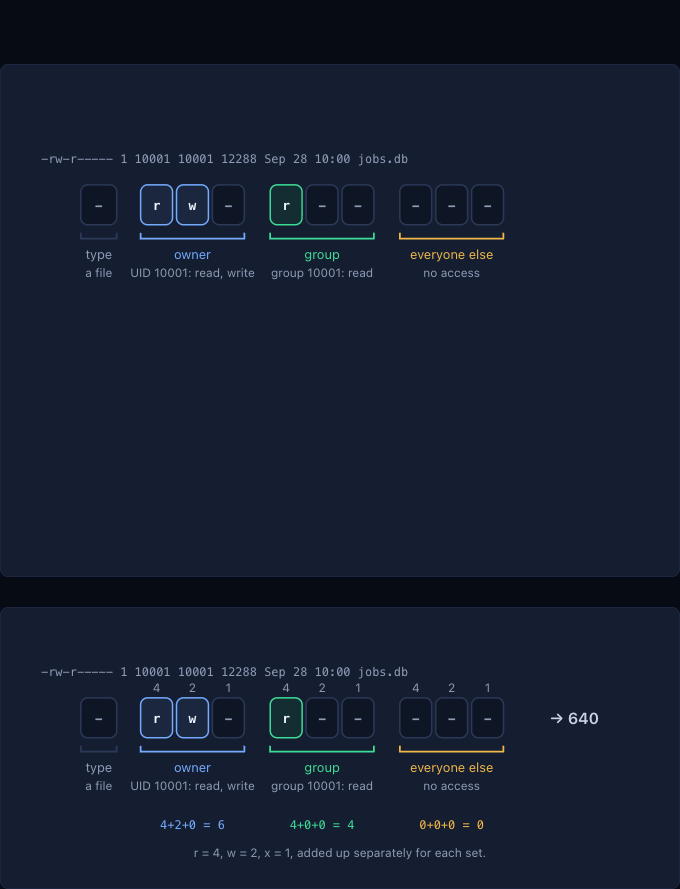 -rw-r----- 1 10001 10001 12288 Sep 28 10:00 jobs.db
- r w - r - - - - -
type owner group everyone else
a file UID 10001: read, write group 10001: read no access
-rw-r----- 1 10001 10001 12288 Sep 28 10:00 jobs.db
4 2 1 4 2 1 4 2 1
- r w - r - - - - - → 640
type owner group everyone else
a file UID 10001: read, write group 10001: read no access
4+2+0 = 6 4+0+0 = 4 0+0+0 = 0
r = 4, w = 2, x = 1, added up separately for each set.